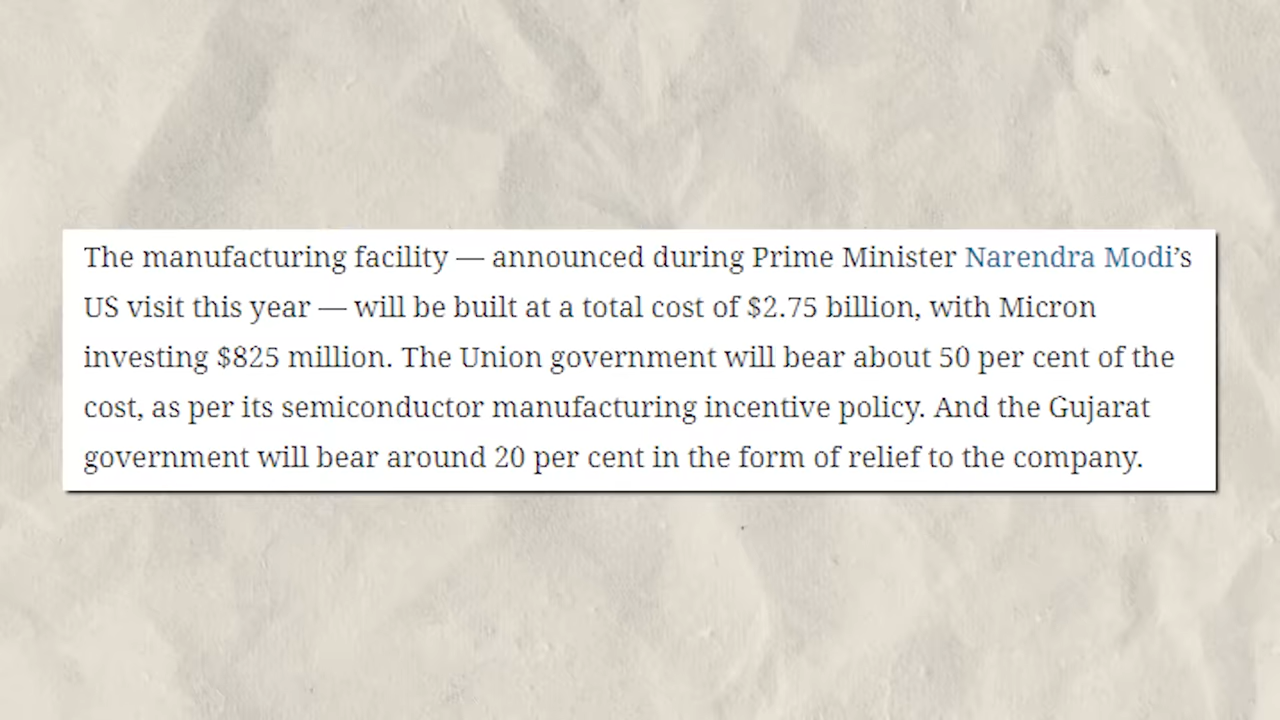 The manufacturing facility — announced during Prime Minister Narendra Modi’s
US visit this year — will be built at a total cost of $2.75 billion, with Micron
investing $825 million. The Union government will bear about 50 per cent of the
cost, as per its semiconductor manufacturing incentive policy. And the Gujarat
government will bear around 20 per cent in the form of relief to the company.